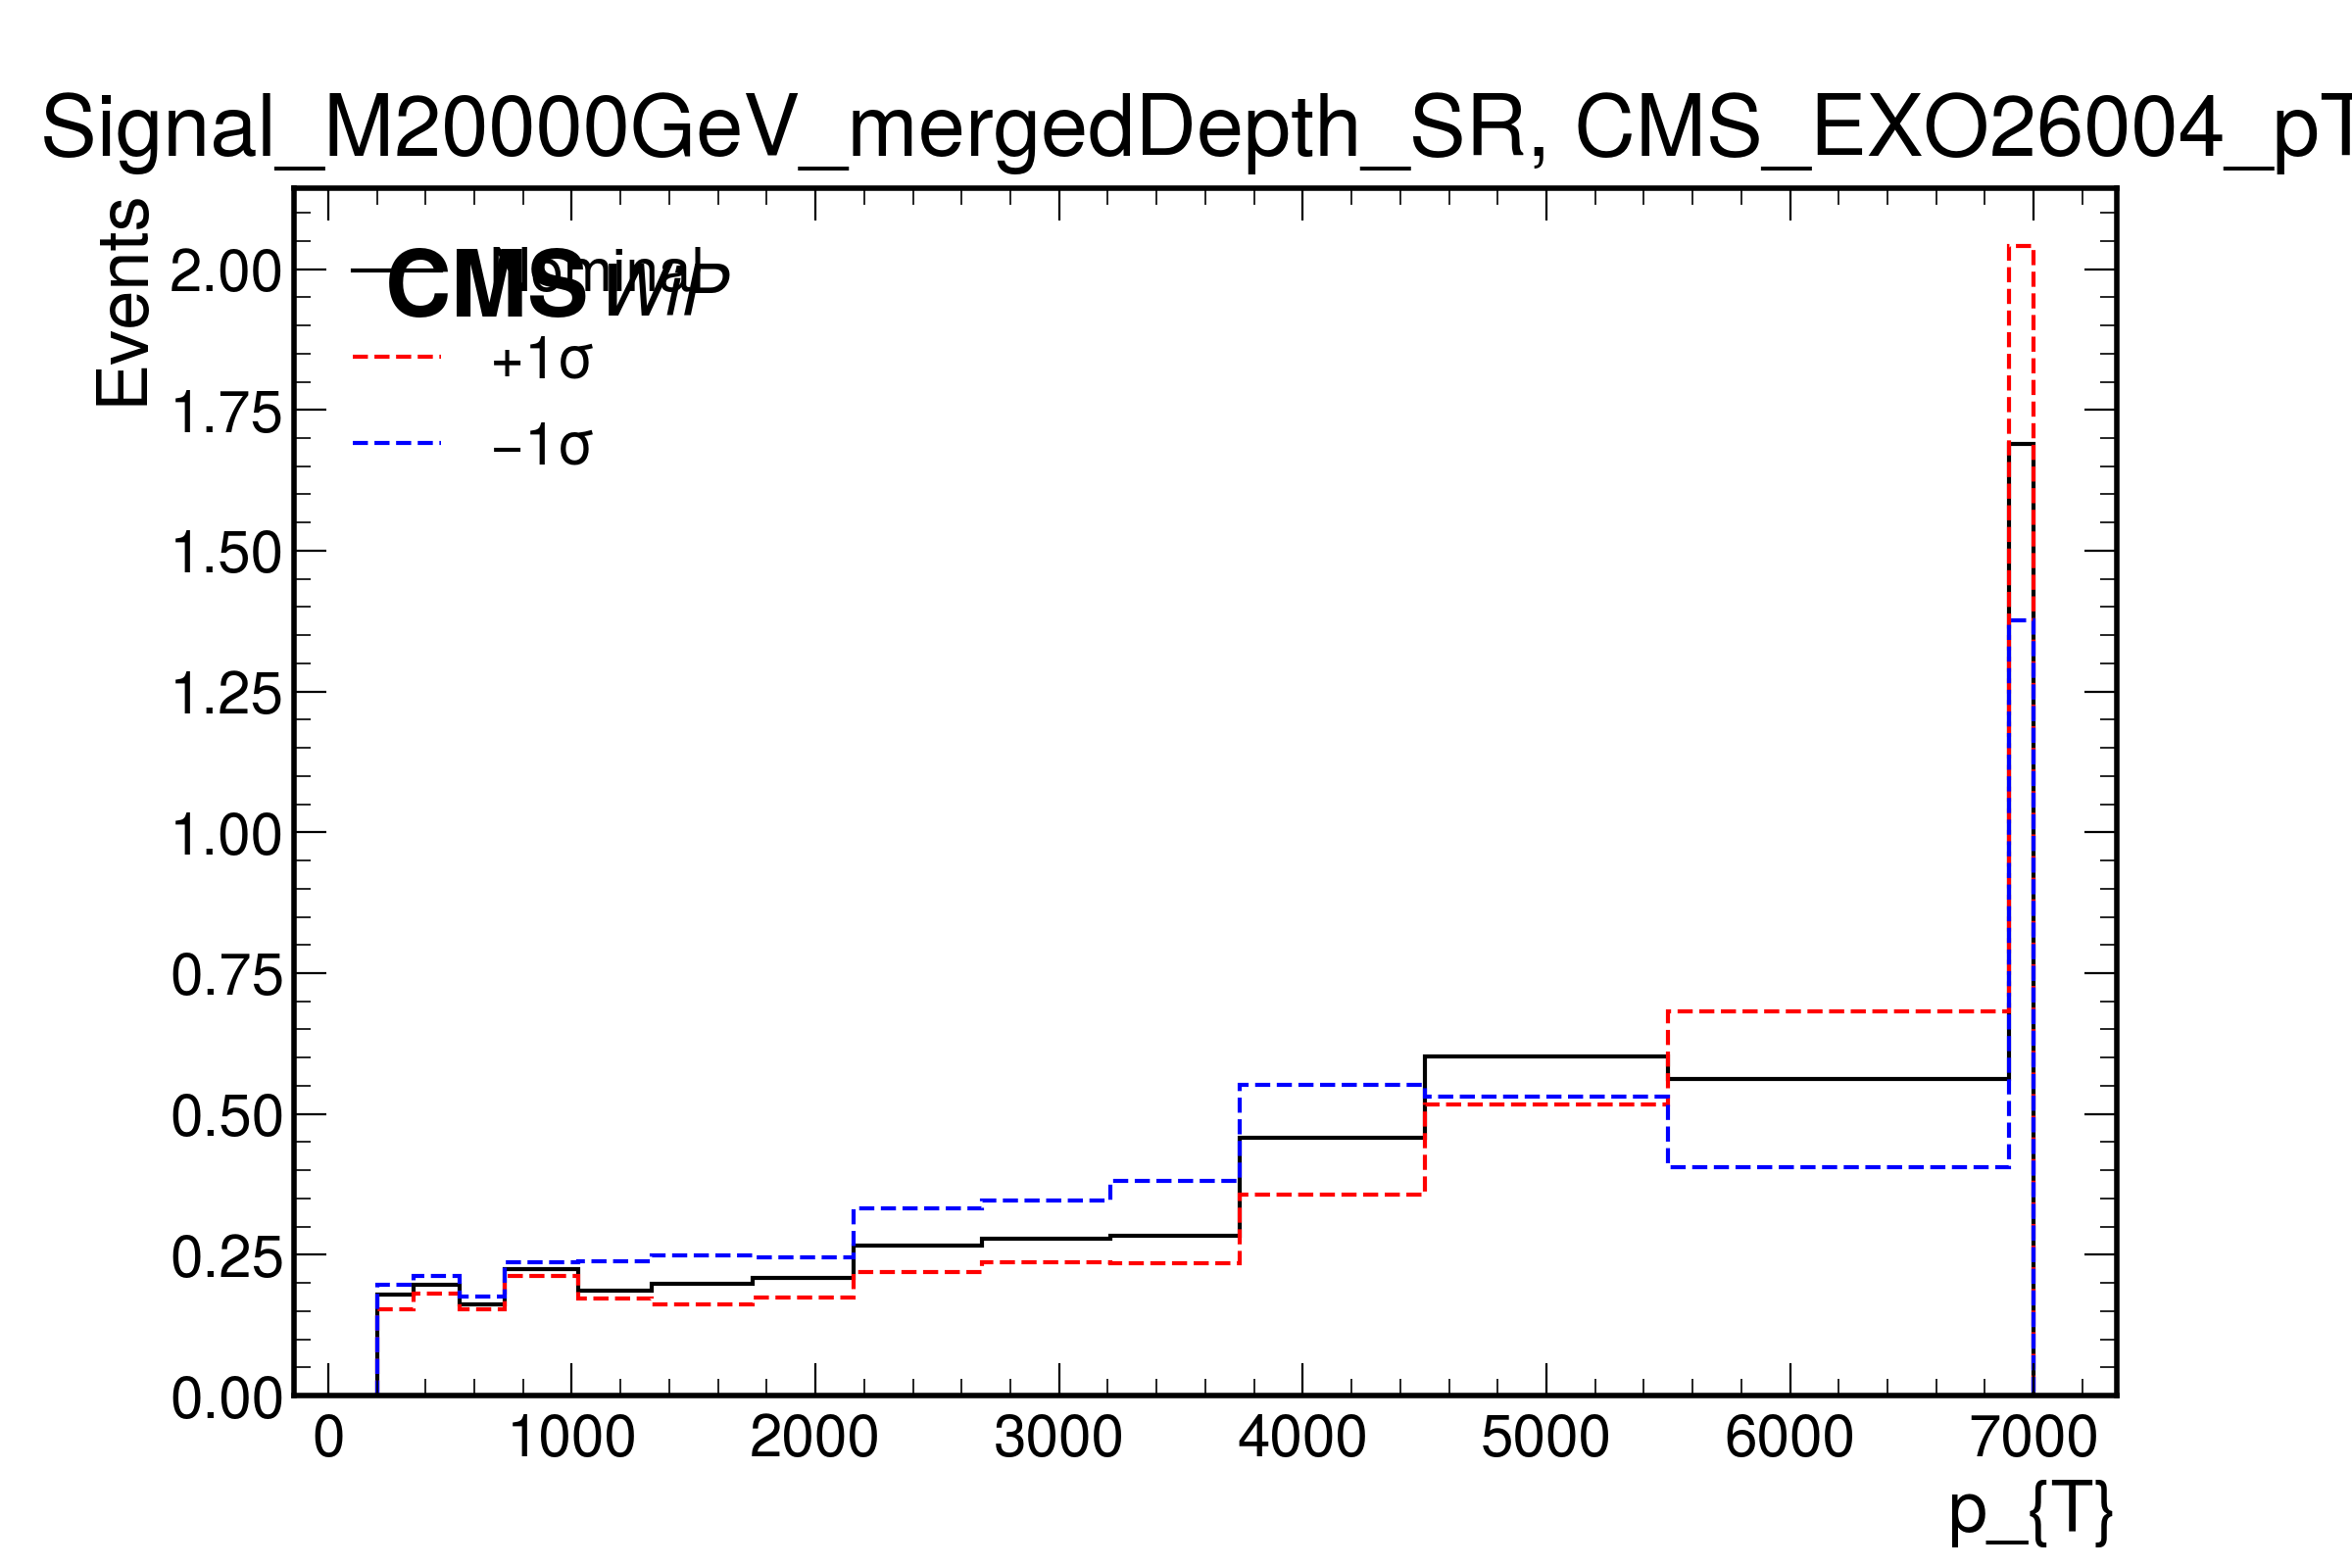 Signal_M20000GeV_mergedDepth_SR, CMS_EXO26004_pT
Events
2.00
1.75
1.50
1.25
1.00
0.75
0.50
0.25
0.00
CMS WiP
Nominal
+1σ
−1σ
0 1000 2000 3000 4000 5000 6000 7000
p_{T}